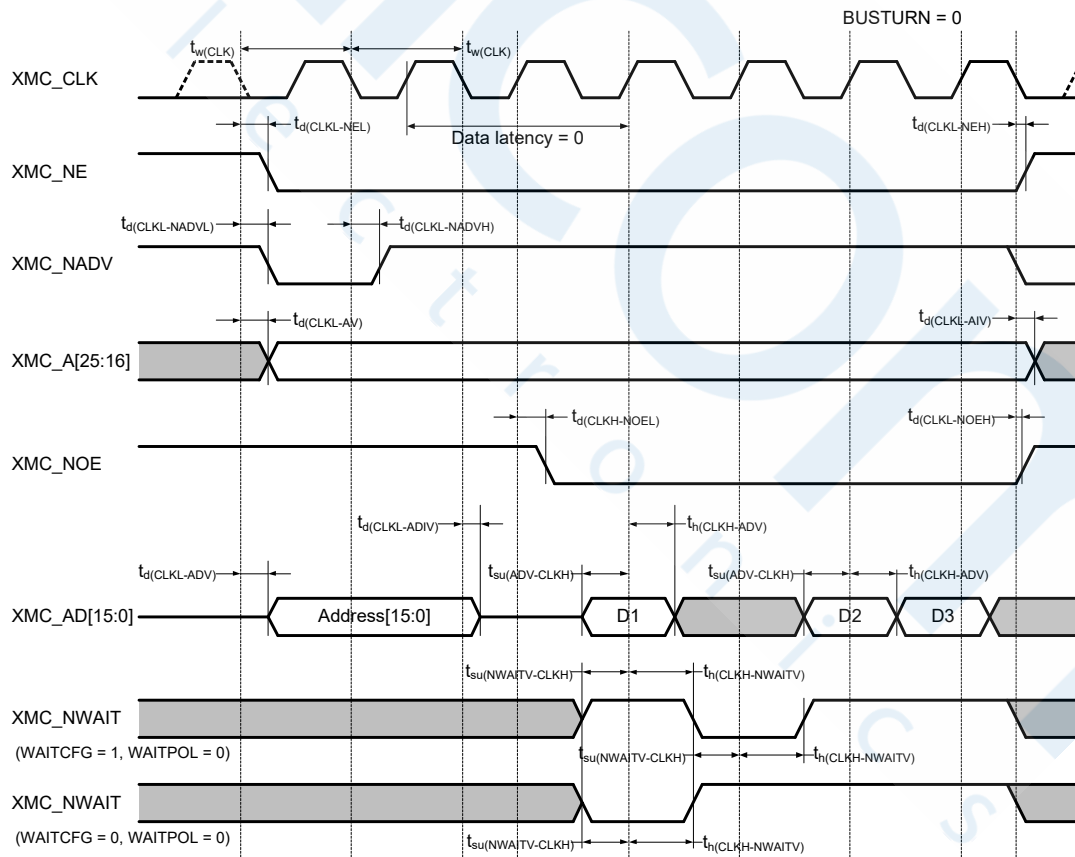 BUSTURN = 0
tw(CLK) tw(CLK)
XMC_CLK
td(CLKL-NEL) Data latency = 0 td(CLKL-NEH)
XMC_NE
td(CLKL-NADVL) td(CLKL-NADVH)
XMC_NADV
td(CLKL-AV) td(CLKL-AIV)
XMC_A[25:16]
td(CLKH-NOEL) td(CLKL-NOEH)
XMC_NOE
td(CLKL-ADIV) th(CLKH-ADV)
td(CLKL-ADV) tsu(ADV-CLKH) tsu(ADV-CLKH) th(CLKH-ADV)
XMC_AD[15:0] Address[15:0] D1 D2 D3
tsu(NWAITV-CLKH) th(CLKH-NWAITV)
XMC_NWAIT
(WAITCFG = 1, WAITPOL = 0) tsu(NWAITV-CLKH) th(CLKH-NWAITV)
XMC_NWAIT
(WAITCFG = 0, WAITPOL = 0) tsu(NWAITV-CLKH) th(CLKH-NWAITV)